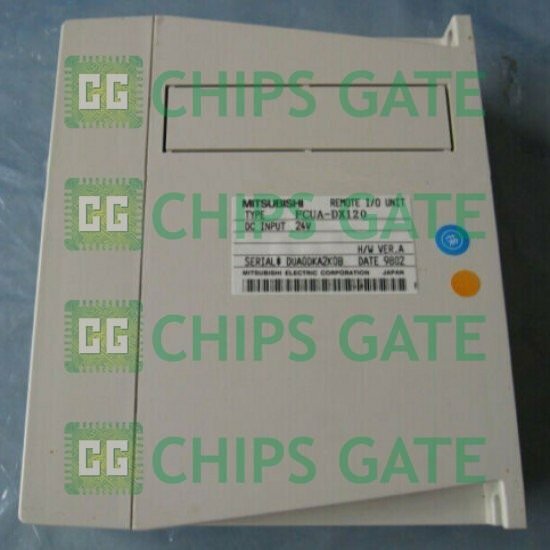 CG CHIPS GATE
MITSUBISHI REMOTE I/O UNIT
TYPE FCUA-DX120
DC INPUT 24V
H/W VER.A
SERIAL# DUAGDKA2K0B DATE 9802
MITSUBISHI ELECTRIC CORPORATION JAPAN
CG CHIPS GATE
CG CHIPS GATE
CG CHIPS GATE